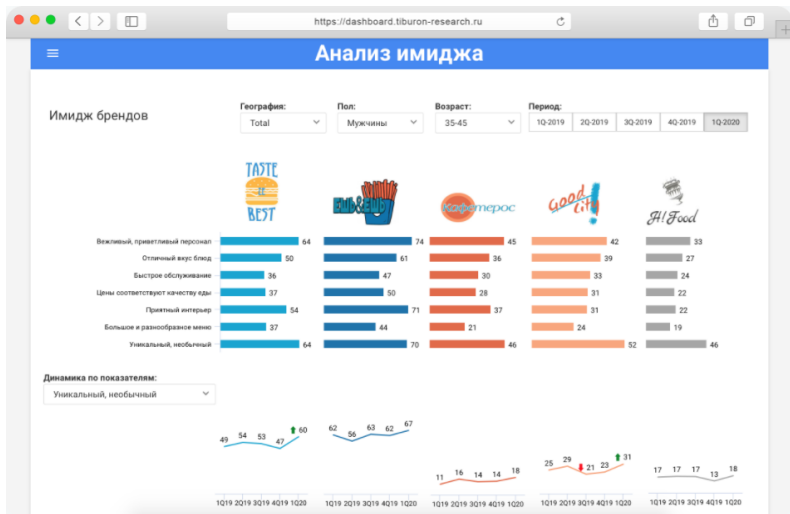 https://dashboard.tiburon-research.ru
Анализ имиджа
Имидж брендов
География: Пол: Возраст: Период:
Total Мужчины 35-45 1Q-2019 2Q-2019 3Q-2019 4Q-2019 1Q-2020
TASTE
it
BEST
ЕШЬ&ЕШЬ
Кафетерос
Good City!
H! Food
Вежливый, приветливый персонал 64 74 45 42 33
Отличный вкус блюд 50 61 36 39 27
Быстрое обслуживание 36 47 30 33 24
Цены соответствуют качеству еды 37 50 28 31 22
Приятный интерьер 54 71 37 31 22
Большое и разнообразное меню 37 44 21 24 19
Уникальный, необычный 64 70 46 52 46
Динамика по показателям:
Уникальный, необычный
49 54 53 47 60 62 56 63 62 67 11 16 14 14 18 25 29 21 23 31 17 17 17 13 18
1Q19 2Q19 3Q19 4Q19 1Q20 1Q19 2Q19 3Q19 4Q19 1Q20 1Q19 2Q19 3Q19 4Q19 1Q20 1Q19 2Q19 3Q19 4Q19 1Q20 1Q19 2Q19 3Q19 4Q19 1Q20